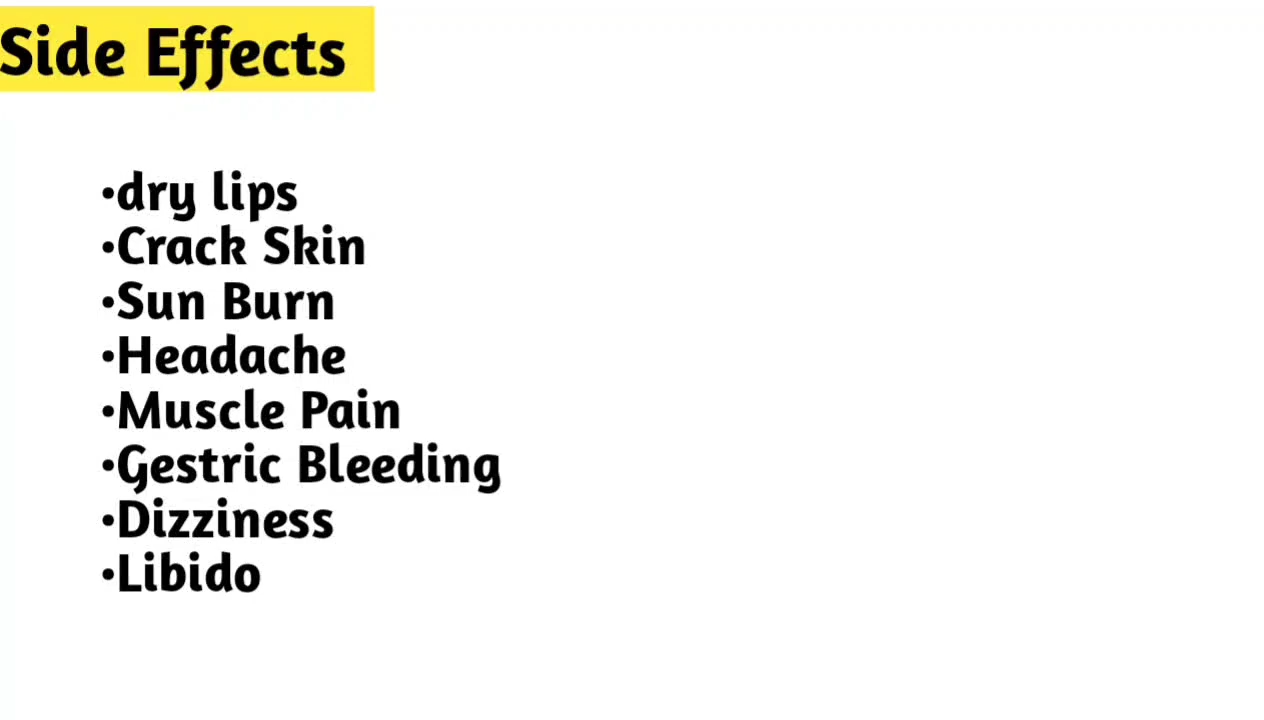 Side Effects
•dry lips
•Crack Skin
•Sun Burn
•Headache
•Muscle Pain
•Gestric Bleeding
•Dizziness
•Libido